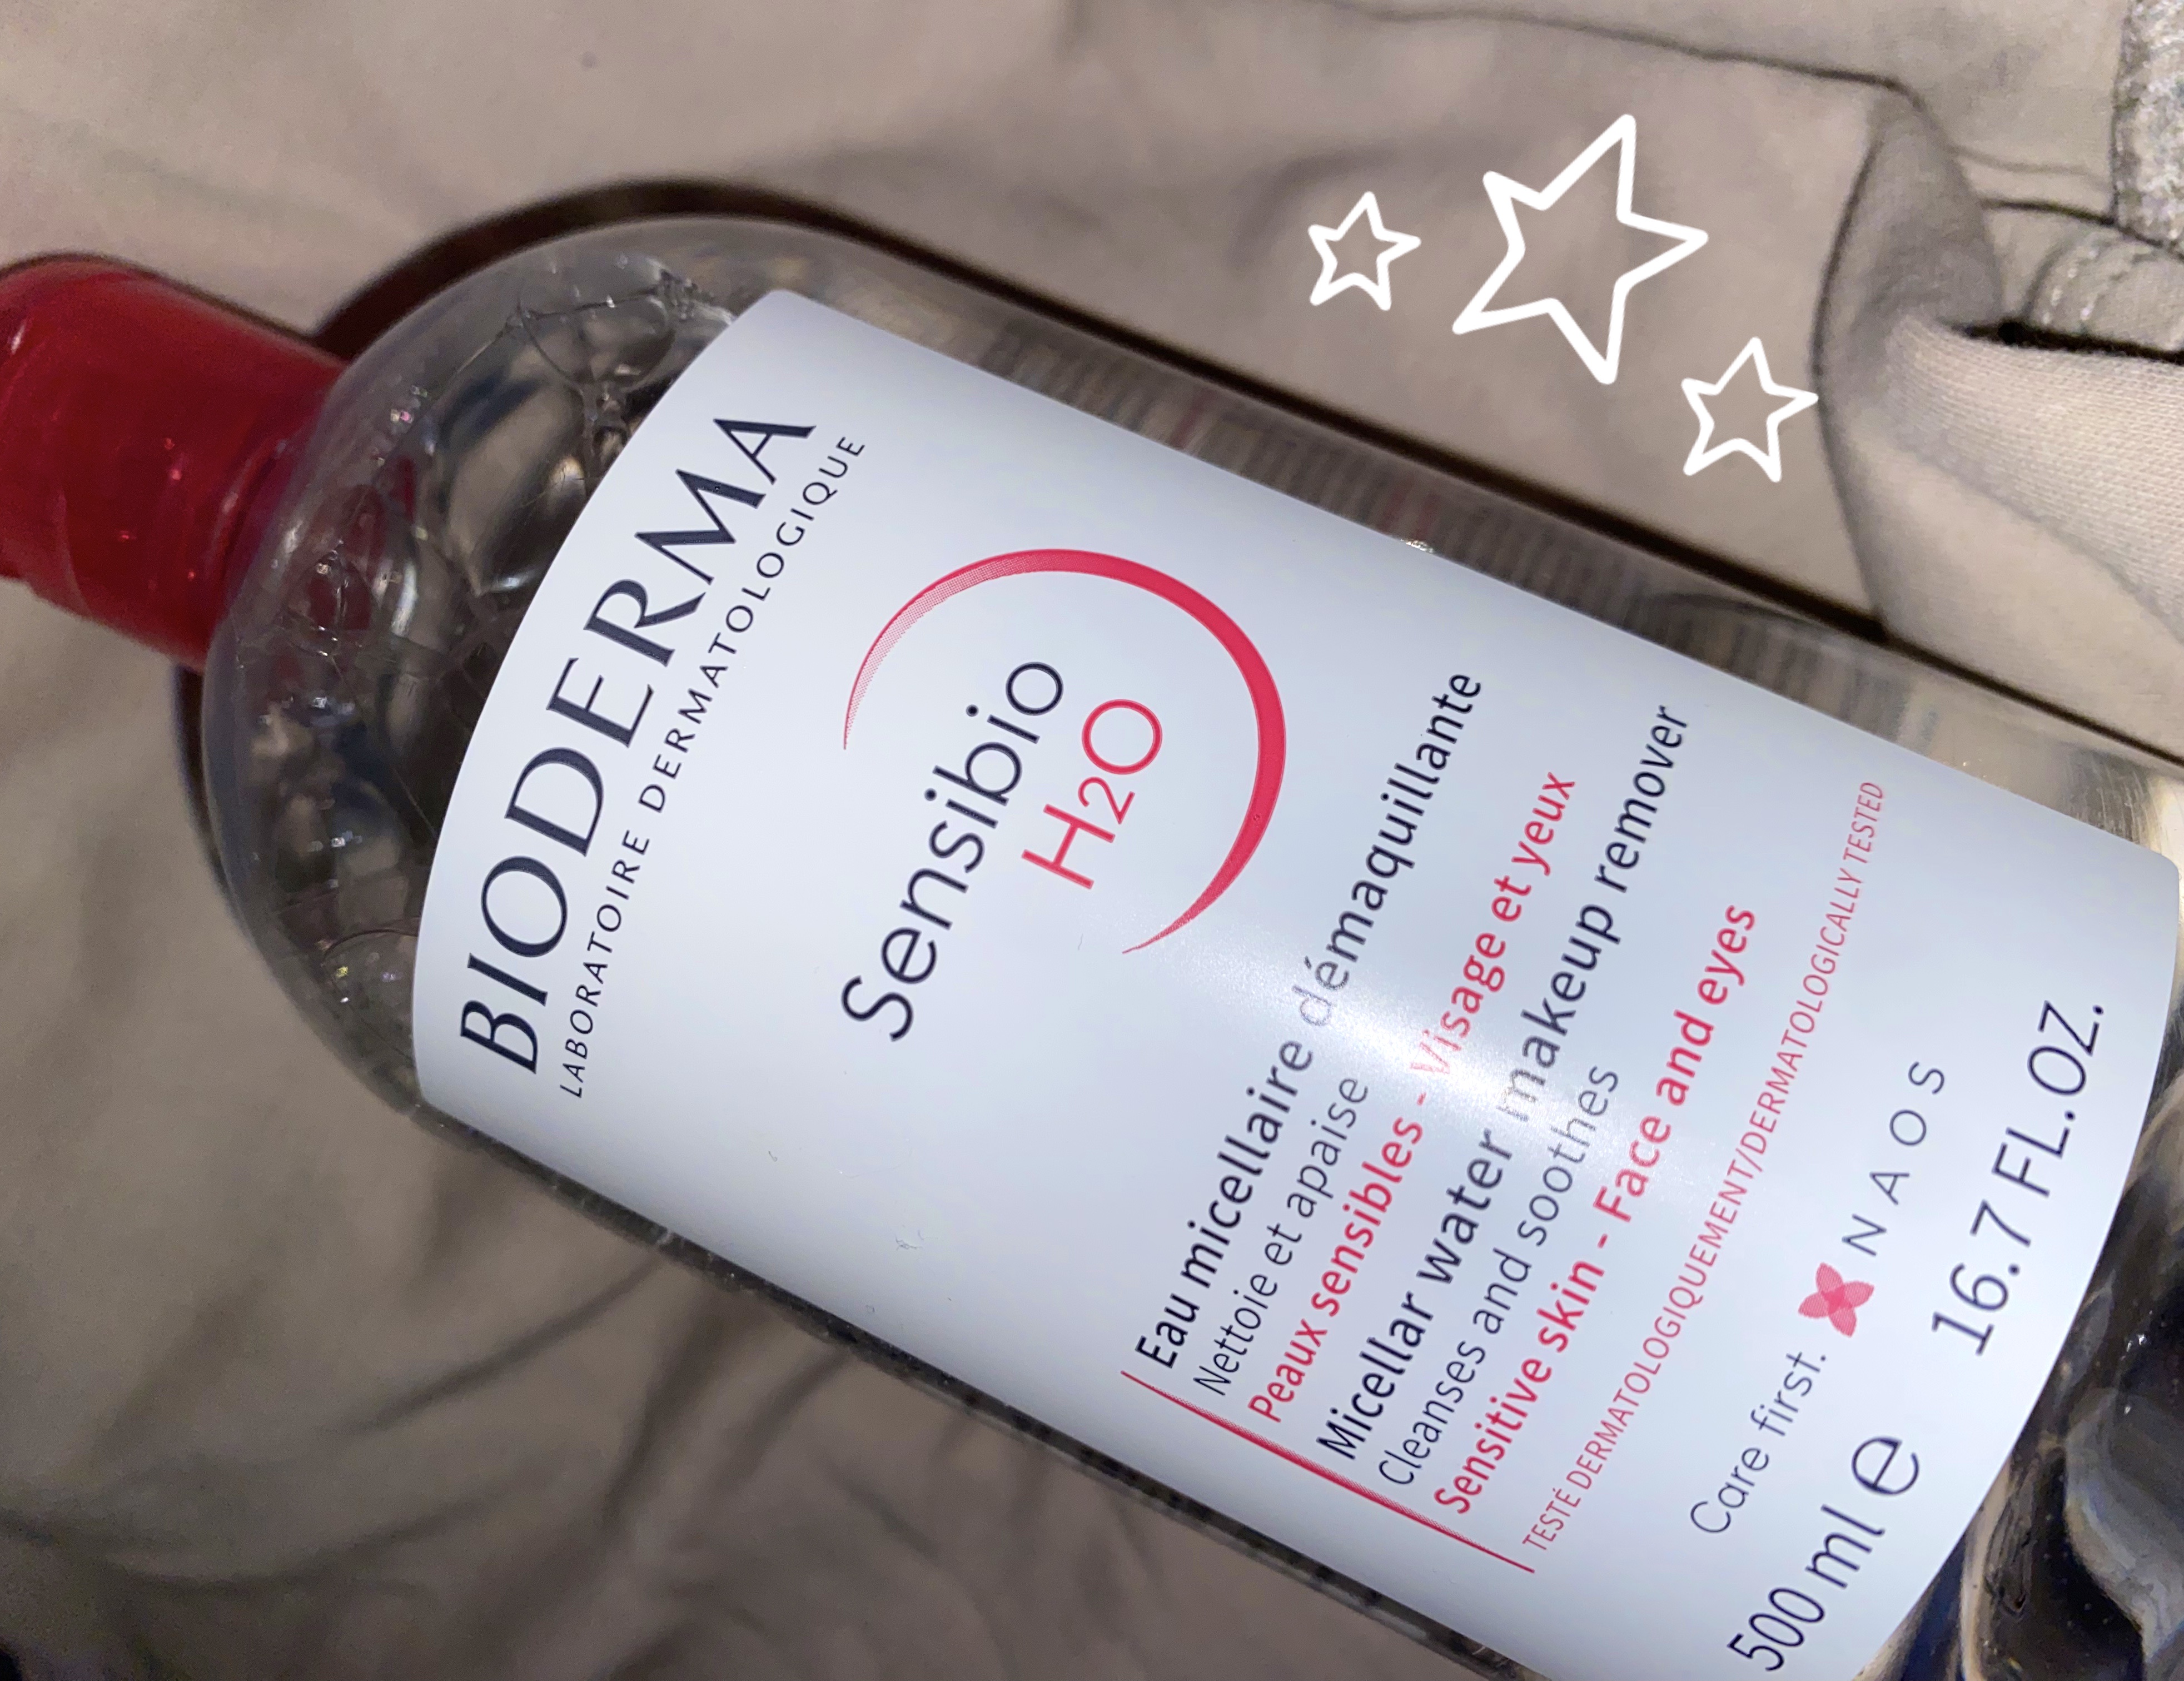 BIODERMA
LABORATOIRE DERMATOLOGIQUE
Sensibio
H2O
Eau micellaire démaquillante
Nettoie et apaise
Peaux sensibles - Visage et yeux
Micellar water makeup remover
Cleanses and soothes
Sensitive skin - Face and eyes
TESTÉ DERMATOLOGIQUEMENT/DERMATOLOGICALLY TESTED
Care first. NAOS
500 ml e 16.7 FL.OZ.